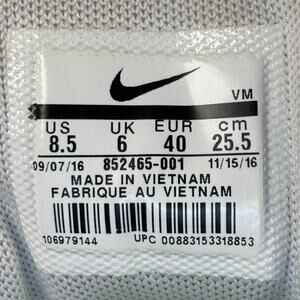 VM
US UK EUR cm
8.5 6 40 25.5
09/07/16 852465-001 11/15/16
MADE IN VIETNAM
FABRIQUE AU VIETNAM
106979144 UPC 00883153318853